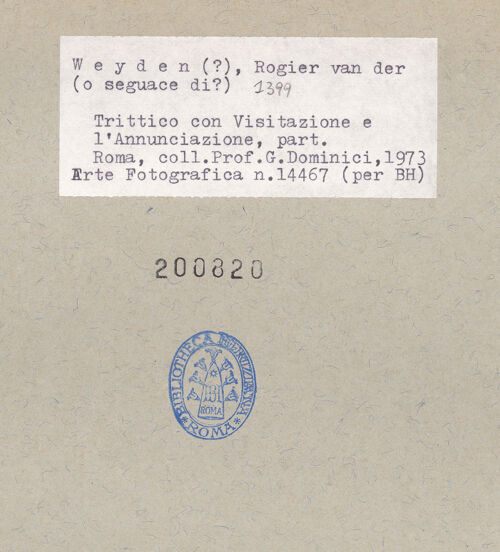 W e y d e n (?), Rogier van der
(o seguace di?) 1399
Trittico con Visitazione e
l'Annunciazione, part.
Roma, coll.Prof.G.Dominici,1973
Arte Fotografica n.14467 (per BH)
200820
BIBLIOTHECA HERTZIANA
ROMA
ROMA